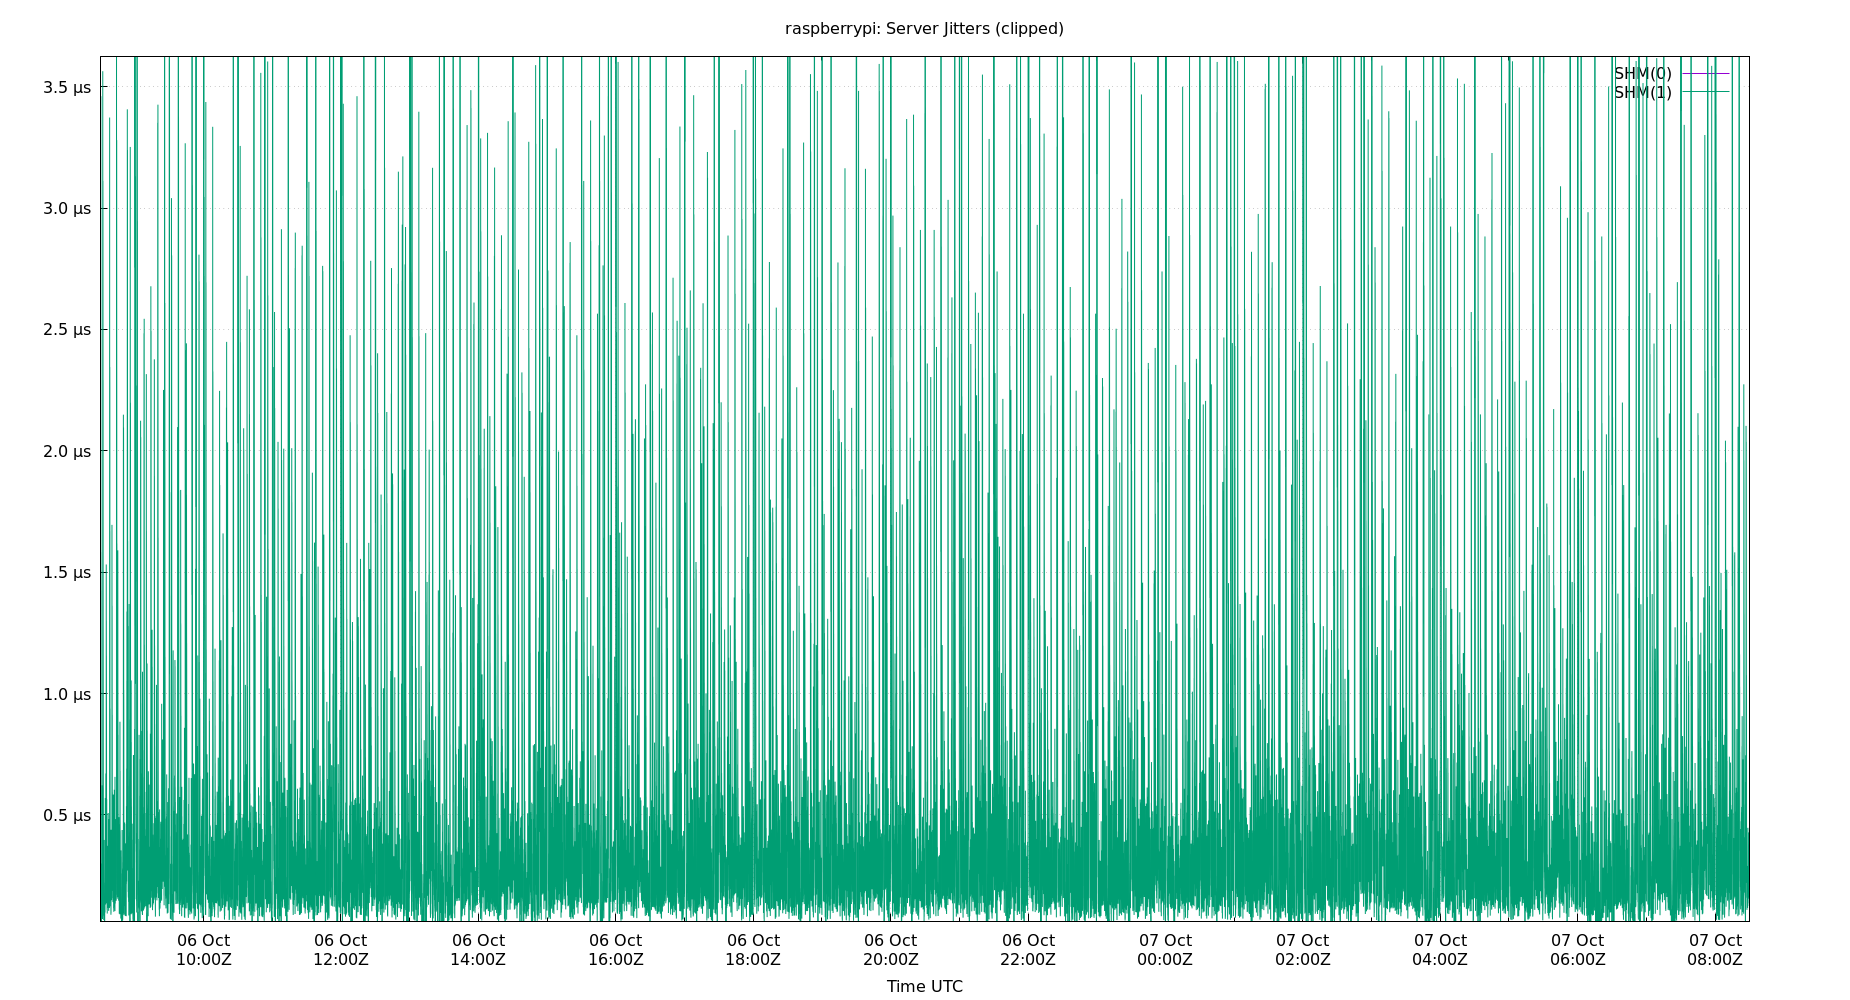 raspberrypi: Server Jitters (clipped)
SHM(0)
SHM(1)
3.5 µs
3.0 µs
2.5 µs
2.0 µs
1.5 µs
1.0 µs
0.5 µs
06 Oct 06 Oct 06 Oct 06 Oct 06 Oct 06 Oct 06 Oct 07 Oct 07 Oct 07 Oct 07 Oct 07 Oct
10:00Z 12:00Z 14:00Z 16:00Z 18:00Z 20:00Z 22:00Z 00:00Z 02:00Z 04:00Z 06:00Z 08:00Z
Time UTC